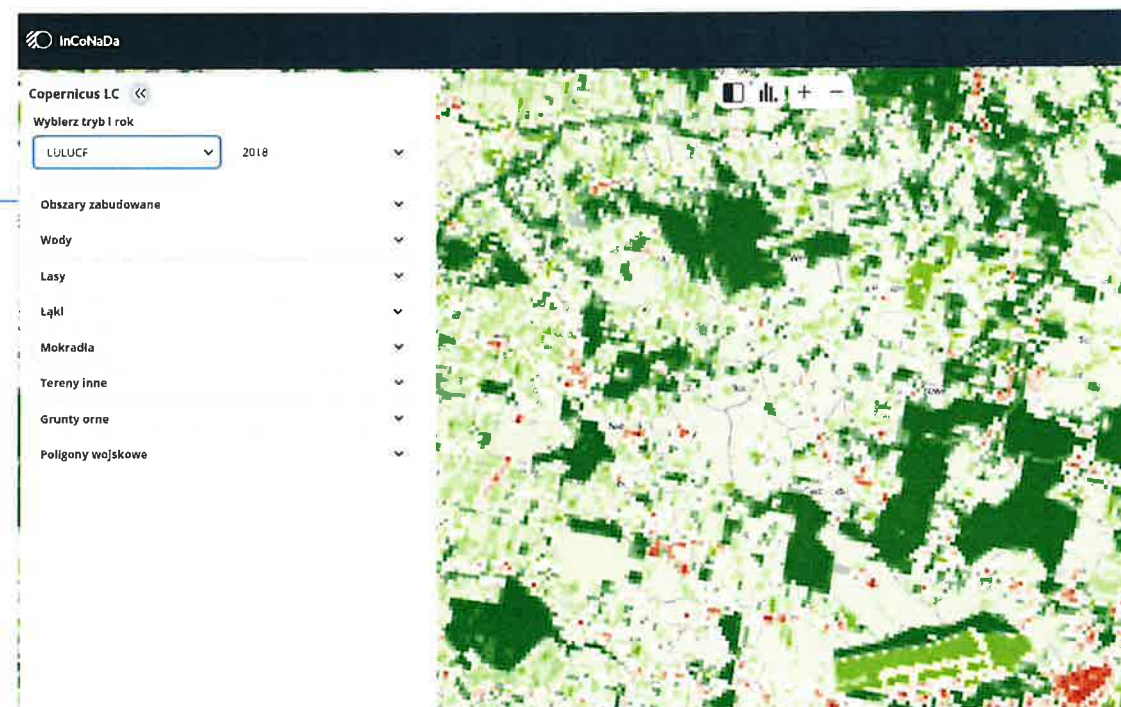 InCoNaDa
Copernicus LC
Wybierz tryb i rok
LULUCF 2018
Obszary zabudowane
Wody
Lasy
Łąki
Mokradła
Tereny inne
Grunty orne
Poligony wojskowe